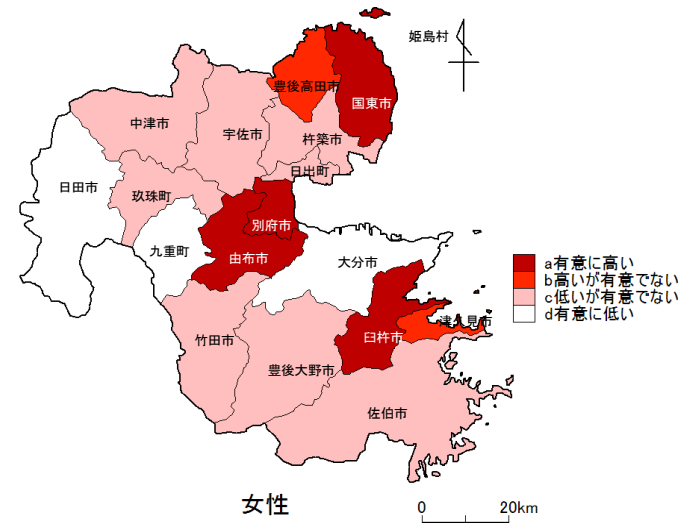 姫島村
豊後高田市
国東市
中津市
宇佐市
杵築市
日出町
日田市
玖珠町
別府市
九重町
由布市
大分市
a有意に高い
b高いが有意でない
c低いが有意でない
d有意に低い
津久見市
臼杵市
竹田市
豊後大野市
佐伯市
女性
0 20km